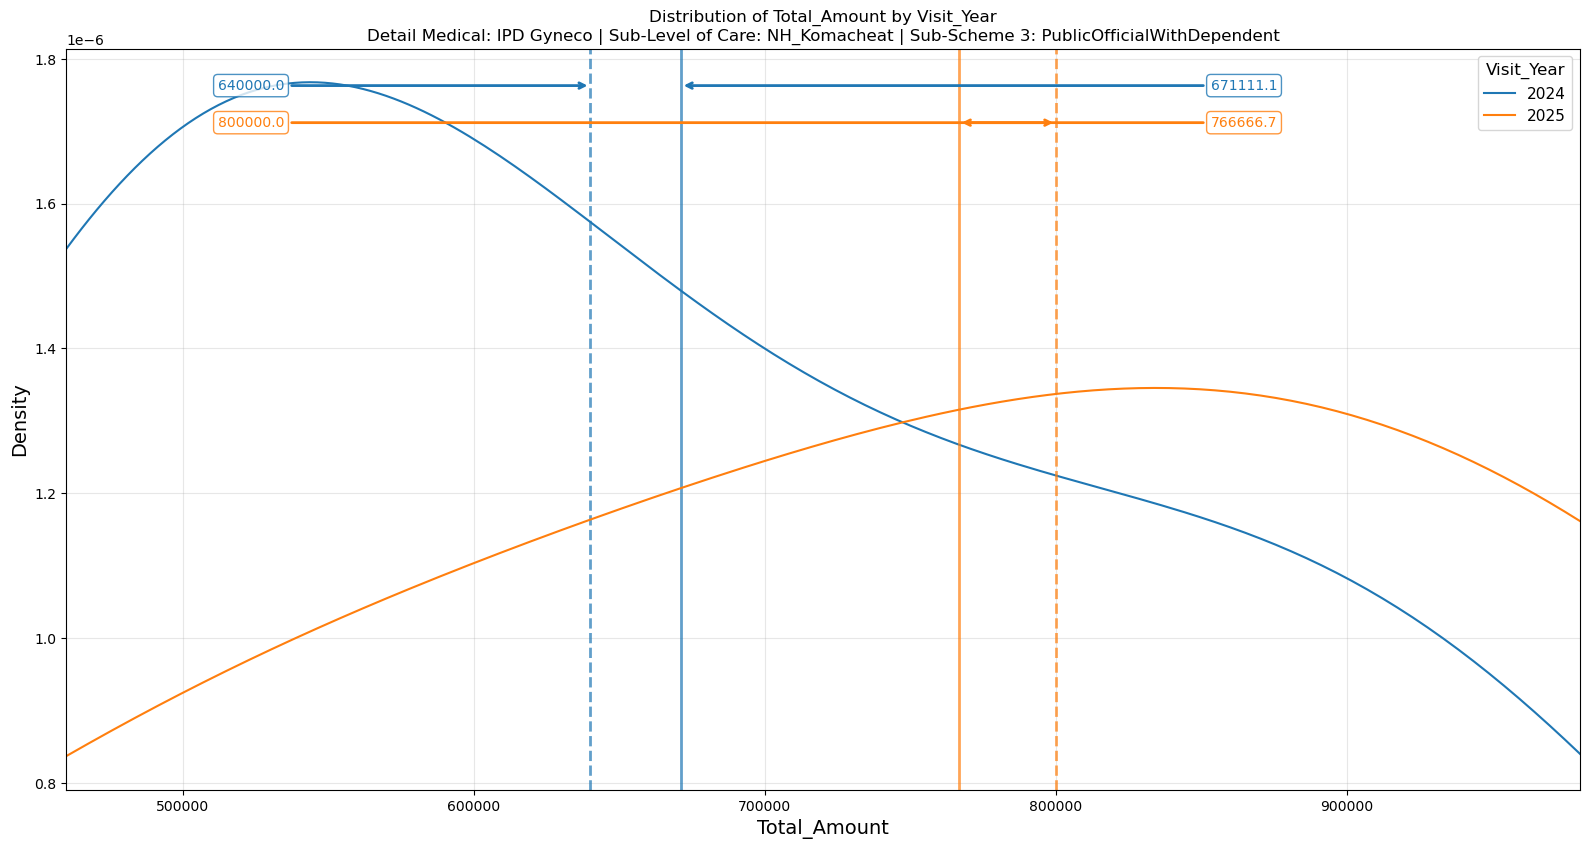 Distribution of Total_Amount by Visit_Year
Detail Medical: IPD Gyneco | Sub-Level of Care: NH_Komacheat | Sub-Scheme 3: PublicOfficialWithDependent
1e−6
Visit_Year
2024
2025
640000.0
671111.1
800000.0
766666.7
1.8
1.6
1.4
1.2
1.0
0.8
Density
500000
600000
700000
800000
900000
Total_Amount